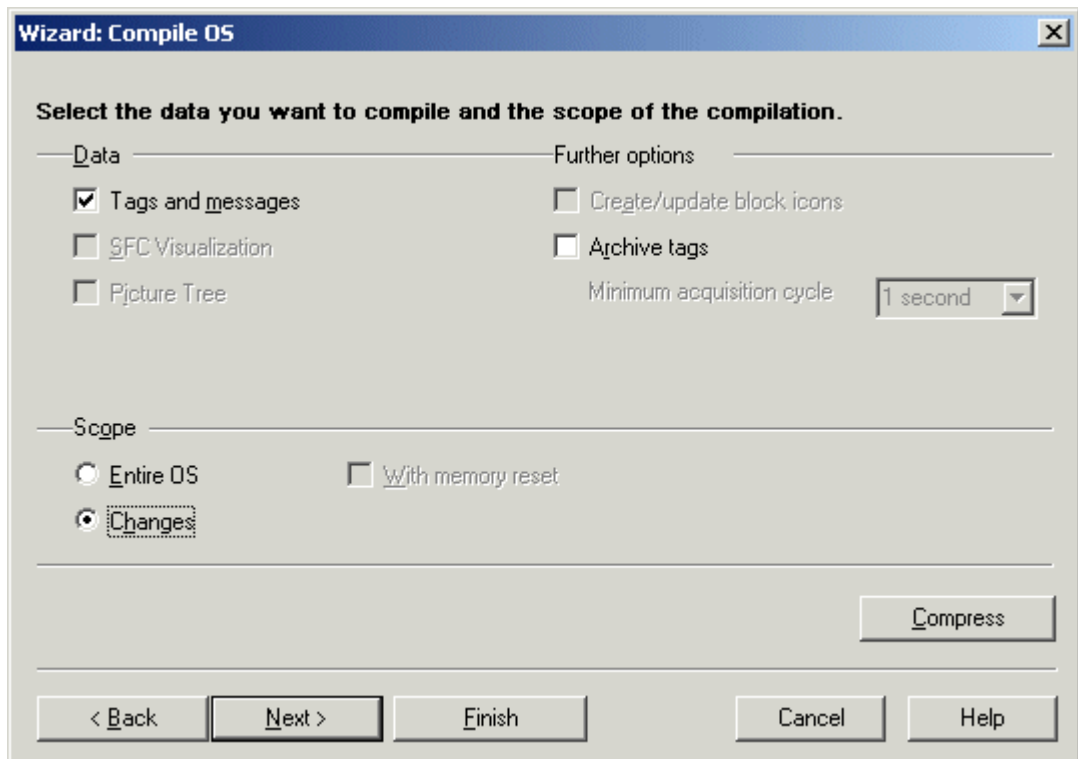 Wizard: Compile OS
Select the data you want to compile and the scope of the compilation.
Data
Further options
Tags and messages
Create/update block icons
SFC Visualization
Archive tags
Picture Tree
Minimum acquisition cycle
1 second
Scope
Entire OS
With memory reset
Changes
Compress
< Back
Next >
Finish
Cancel
Help